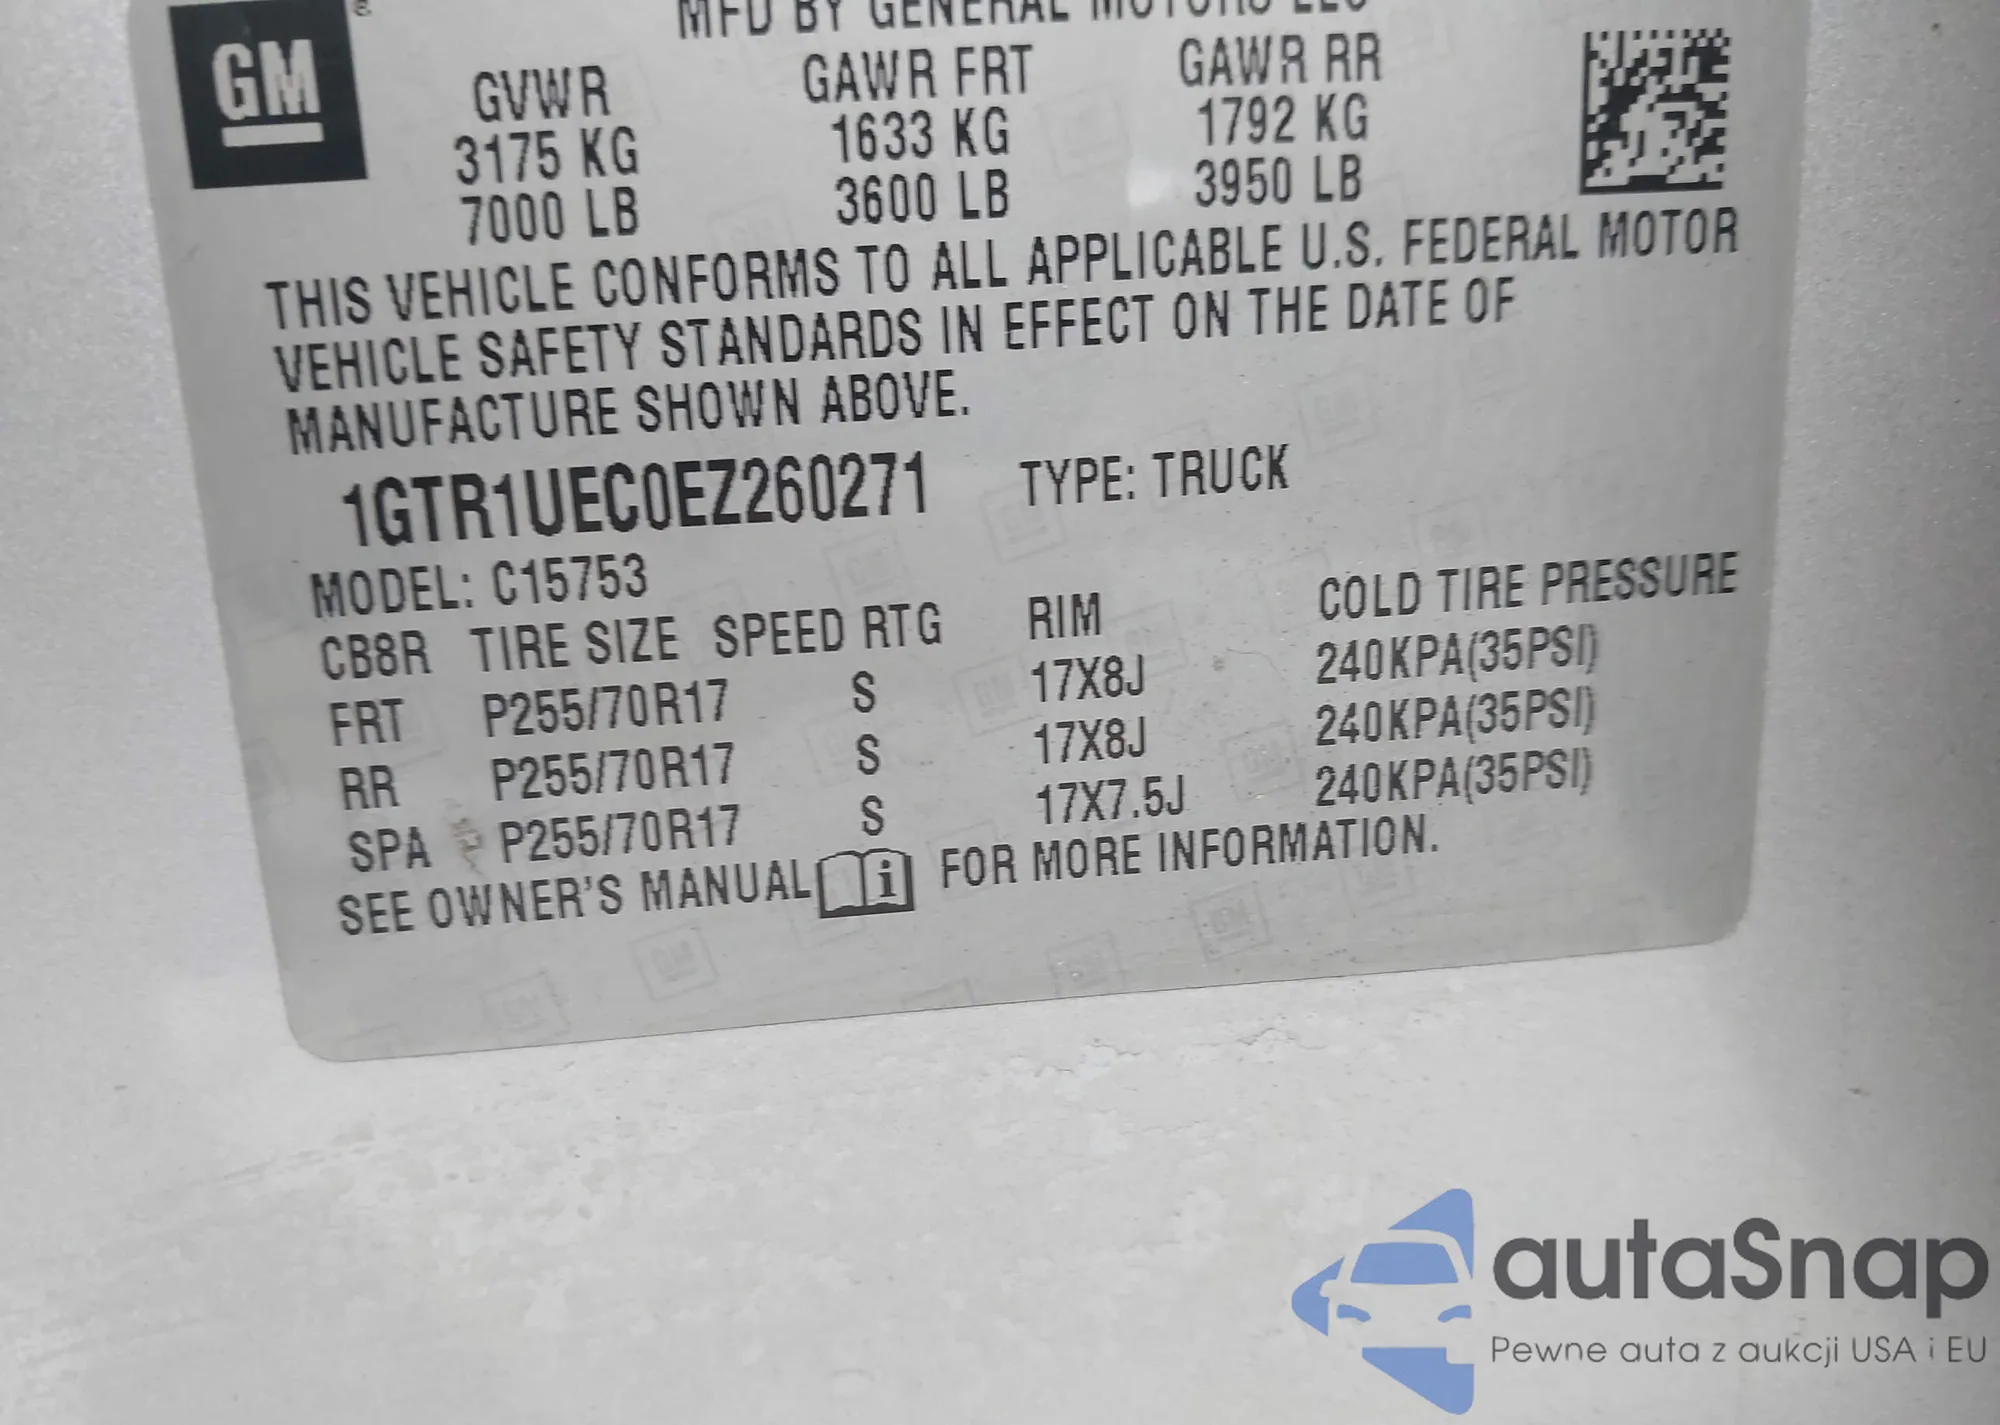 GM
MFD BY GENERAL MOTORS LLC
GVWR GAWR FRT GAWR RR
3175 KG 1633 KG 1792 KG
7000 LB 3600 LB 3950 LB
THIS VEHICLE CONFORMS TO ALL APPLICABLE U.S. FEDERAL MOTOR
VEHICLE SAFETY STANDARDS IN EFFECT ON THE DATE OF
MANUFACTURE SHOWN ABOVE.
1GTR1UEC0EZ260271 TYPE: TRUCK
MODEL: C15753
CB8R TIRE SIZE SPEED RTG RIM COLD TIRE PRESSURE
FRT P255/70R17 S 17X8J 240KPA(35PSI)
RR P255/70R17 S 17X8J 240KPA(35PSI)
SPA P255/70R17 S 17X7.5J 240KPA(35PSI)
SEE OWNER'S MANUAL i FOR MORE INFORMATION.
autaSnap
Pewne auta z aukcji USA i EU